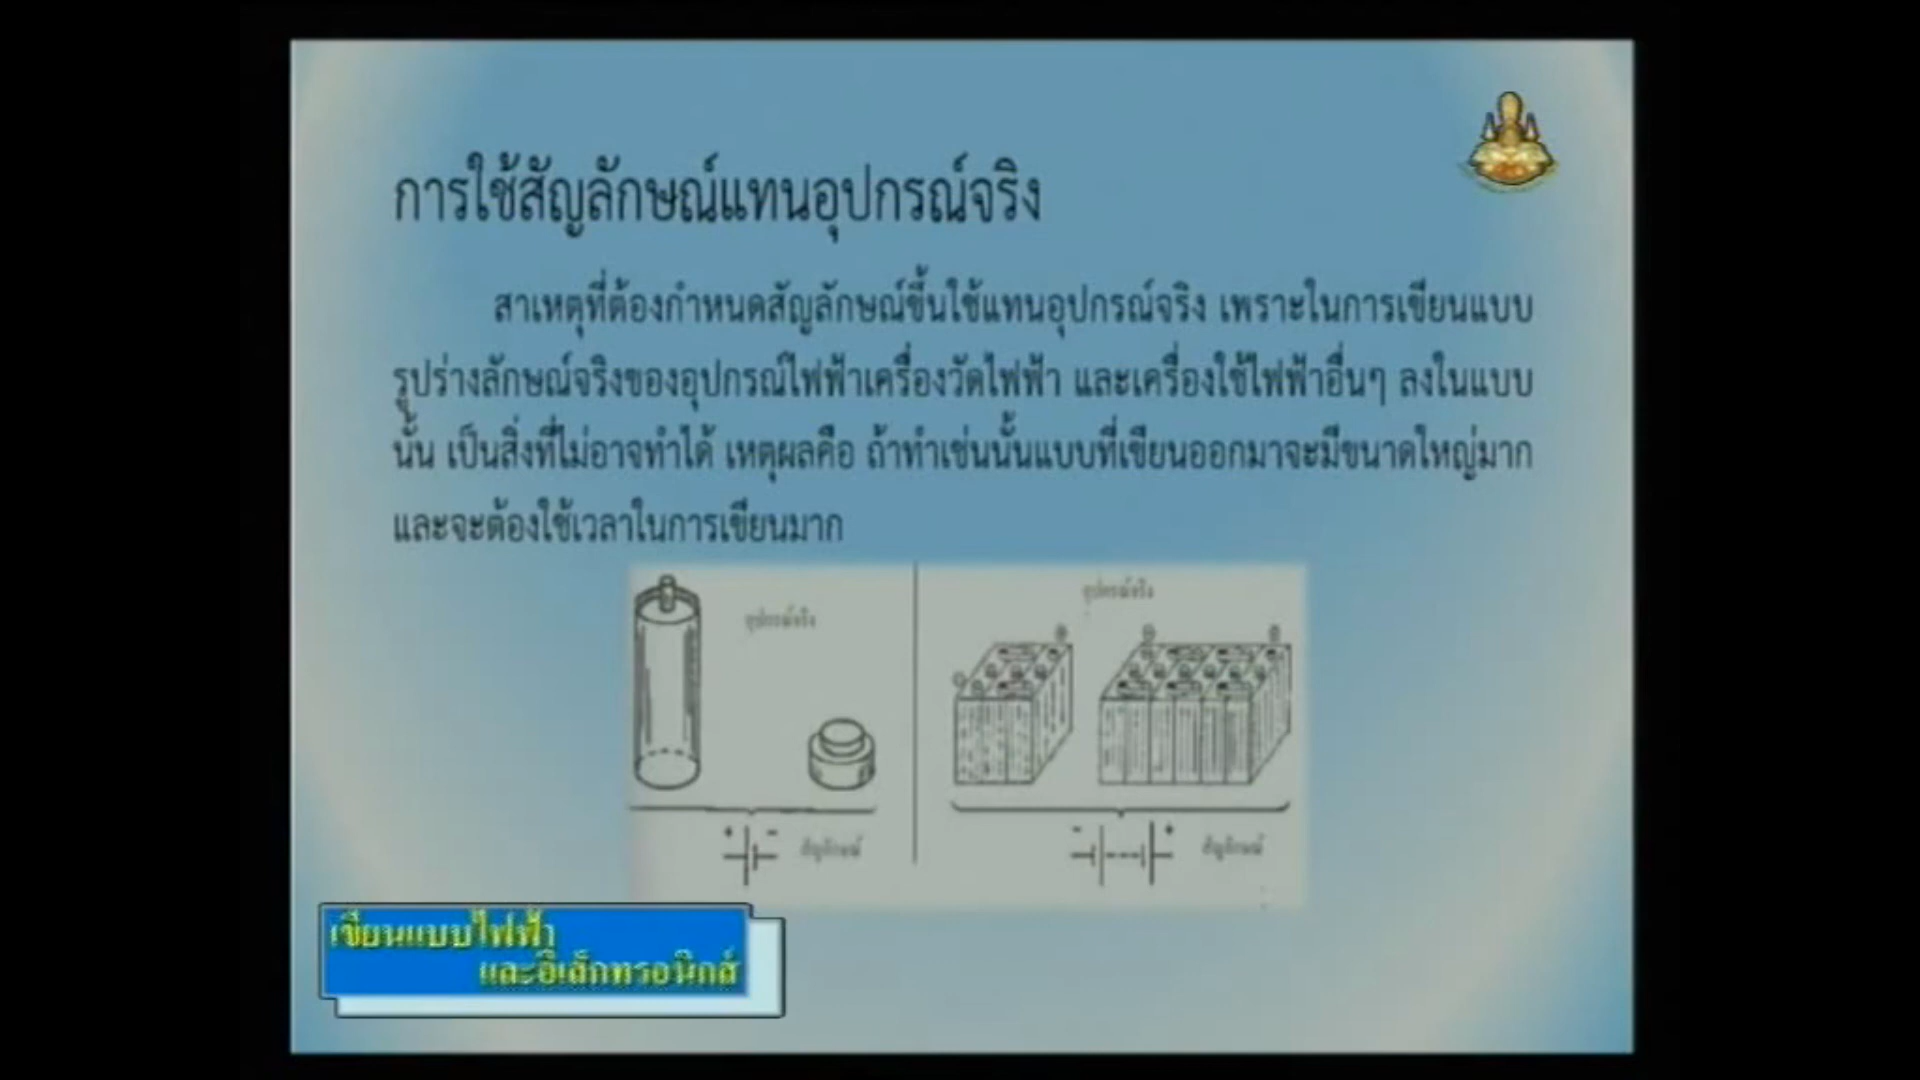 การใช้สัญลักษณ์แทนอุปกรณ์จริง
สาเหตุที่ต้องกำหนดสัญลักษณ์ขึ้นใช้แทนอุปกรณ์จริง เพราะในการเขียนแบบ
รูปร่างลักษณ์จริงของอุปกรณ์ไฟฟ้าเครื่องวัดไฟฟ้า และเครื่องใช้ไฟฟ้าอื่นๆ ลงในแบบ
นั้น เป็นสิ่งที่ไม่อาจทำได้ เหตุผลคือ ถ้าทำเช่นนั้นแบบที่เขียนออกมาจะมีขนาดใหญ่มาก
และจะต้องใช้เวลาในการเขียนมาก
อุปกรณ์จริง
อุปกรณ์จริง
+ - สัญลักษณ์
- + สัญลักษณ์
เขียนแบบไฟฟ้า
และอิเล็กทรอนิกส์